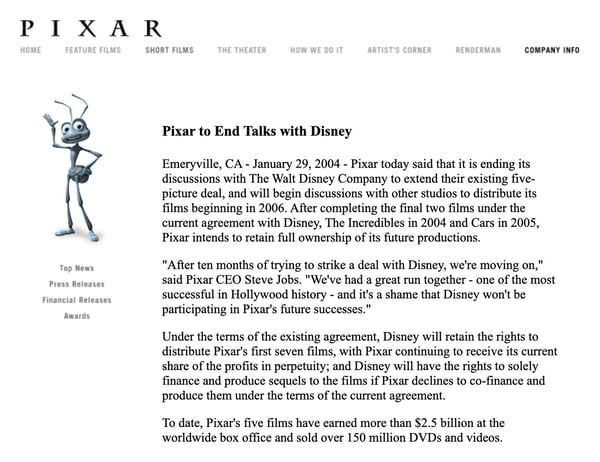 PIXAR
HOME FEATURE FILMS SHORT FILMS THE THEATER HOW WE DO IT ARTIST'S CORNER RENDERMAN COMPANY INFO
Pixar to End Talks with Disney
Emeryville, CA - January 29, 2004 - Pixar today said that it is ending its
discussions with The Walt Disney Company to extend their existing five-
picture deal, and will begin discussions with other studios to distribute its
films beginning in 2006. After completing the final two films under the
current agreement with Disney, The Incredibles in 2004 and Cars in 2005,
Pixar intends to retain full ownership of its future productions.
"After ten months of trying to strike a deal with Disney, we're moving on,"
said Pixar CEO Steve Jobs. "We've had a great run together - one of the most
successful in Hollywood history - and it's a shame that Disney won't be
participating in Pixar's future successes."
Under the terms of the existing agreement, Disney will retain the rights to
distribute Pixar's first seven films, with Pixar continuing to receive its current
share of the profits in perpetuity; and Disney will have the rights to solely
finance and produce sequels to the films if Pixar declines to co-finance and
produce them under the terms of the current agreement.
To date, Pixar's five films have earned more than $2.5 billion at the
worldwide box office and sold over 150 million DVDs and videos.
Top News
Press Releases
Financial Releases
Awards